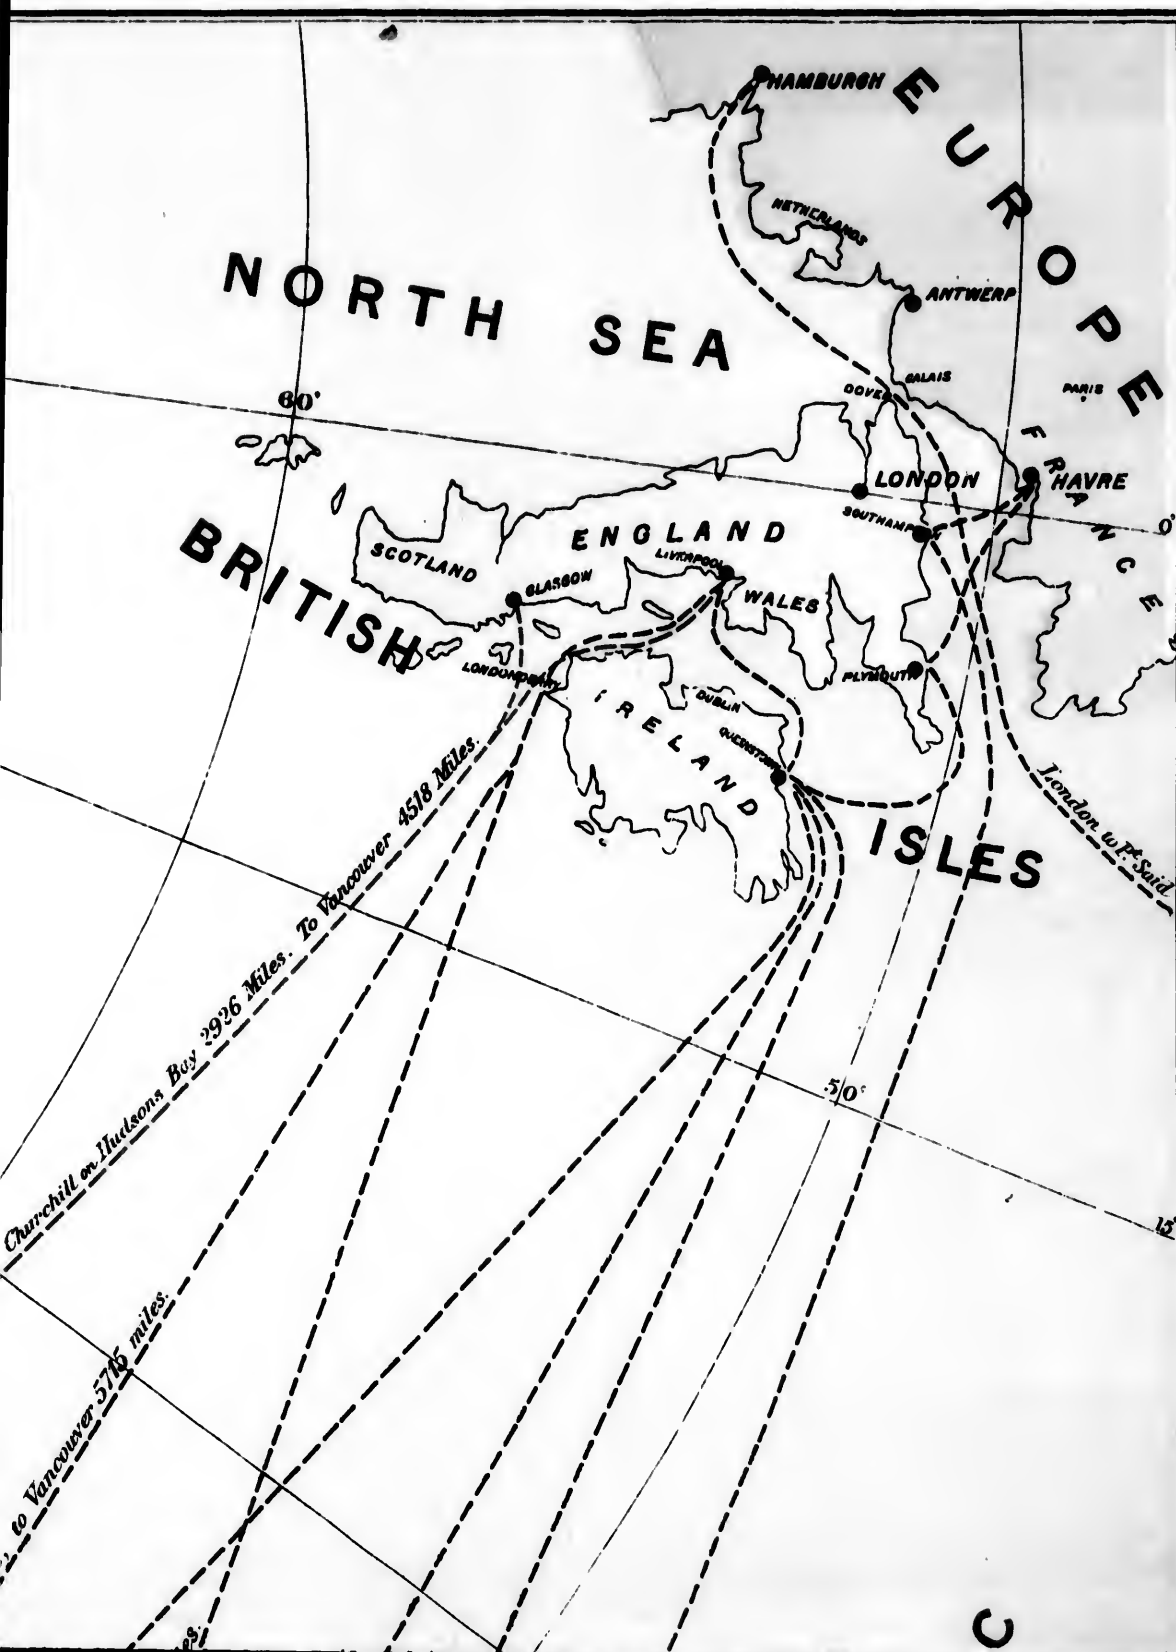 HAMBURGH
EUROPE
NETHERLANDS
ANTWERP
NORTH SEA
CALAIS
DOVER
PARIS
60°
FRANCE
LONDON
HAVRE
0°
SOUTHAMP
BRITISH
ENGLAND
SCOTLAND
LIVERPOOL
GLASGOW
WALES
LONDONDERRY
PLYMOUTH
IRELAND
DUBLIN
QUEENSTOWN
ISLES
London to Pt. Said
Churchill on Hudsons Bay 2926 Miles. To Vancouver 4518 Miles.
50°
15°
to Vancouver 5715 miles.
es.
C